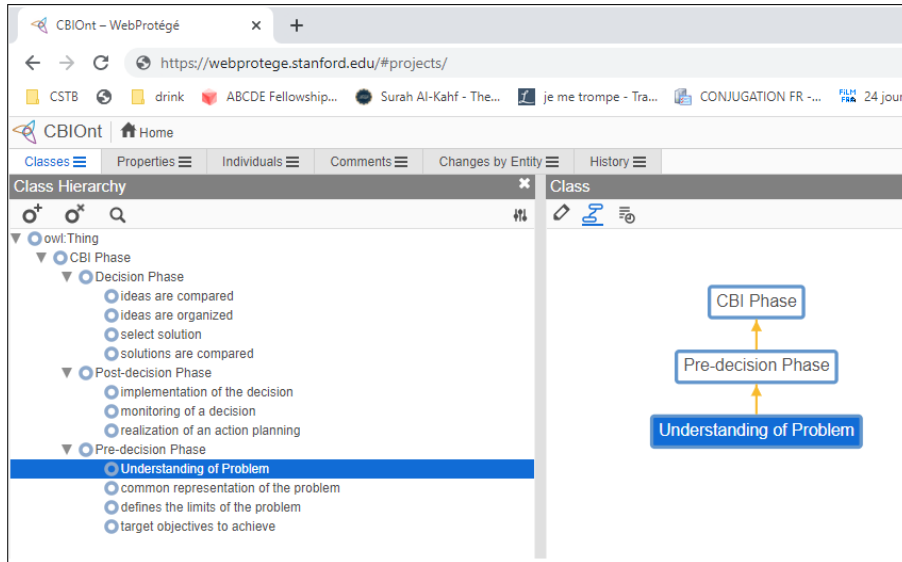 CBIOnt – WebProtégé
https://webprotege.stanford.edu/#projects/
CSTB drink ABCDE Fellowship... Surah Al-Kahf - The... je me trompe - Tra... CONJUGATION FR -... 24 jour
CBIOnt Home
Classes Properties Individuals Comments Changes by Entity History
Class Hierarchy
Class
owl:Thing
CBI Phase
Decision Phase
ideas are compared
ideas are organized
select solution
solutions are compared
Post-decision Phase
implementation of the decision
monitoring of a decision
realization of an action planning
Pre-decision Phase
Understanding of Problem
common representation of the problem
defines the limits of the problem
target objectives to achieve
CBI Phase
Pre-decision Phase
Understanding of Problem